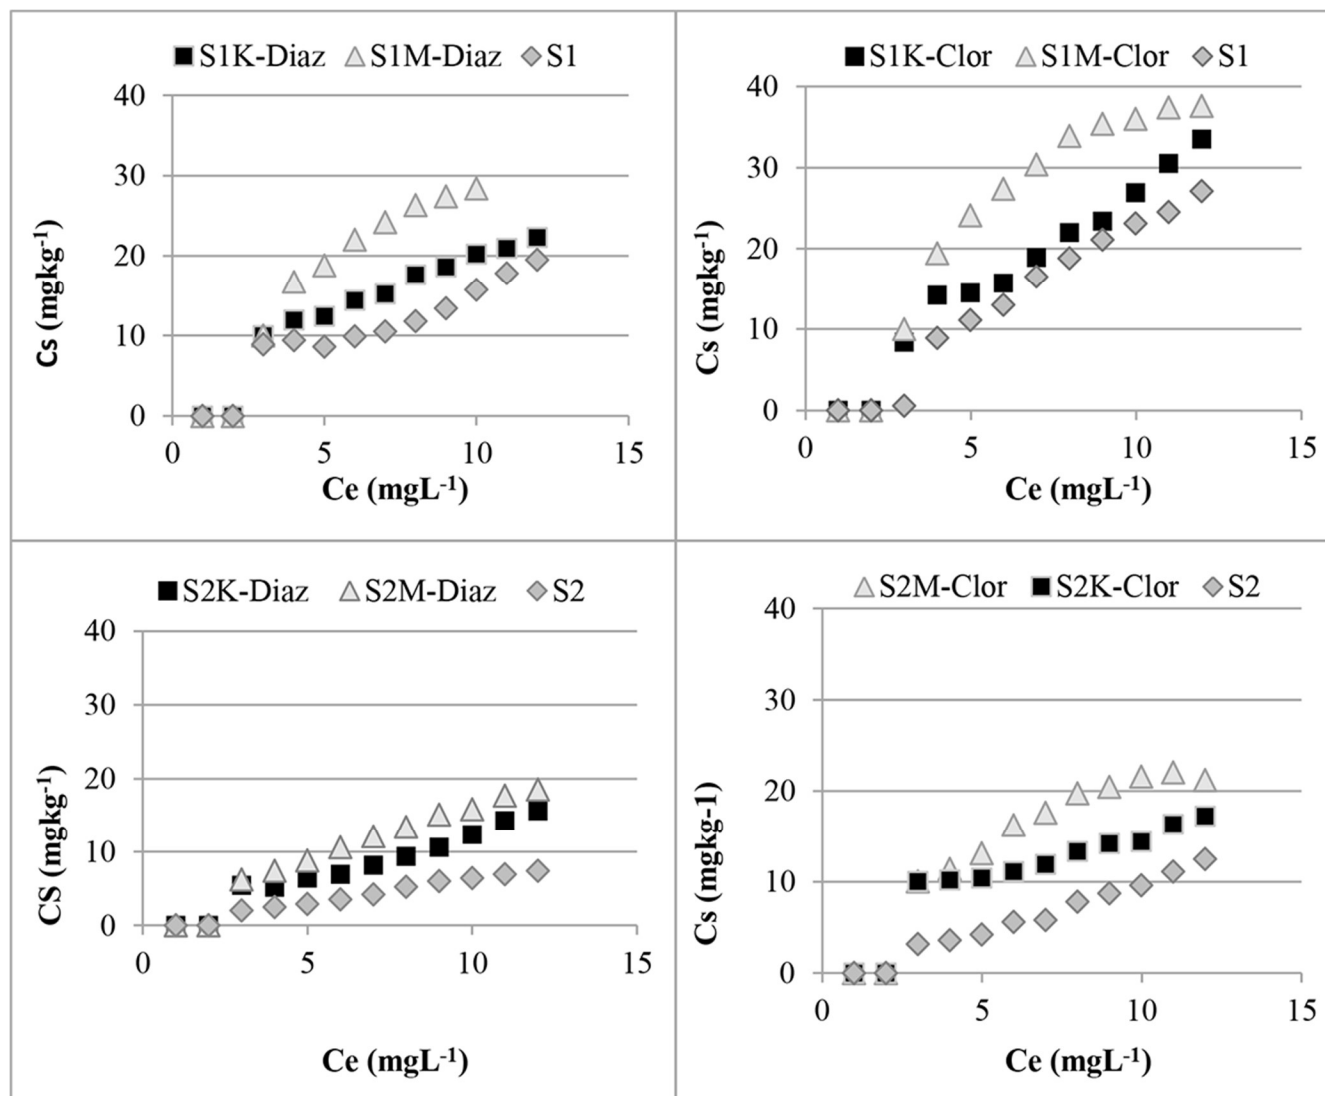 S1K-Diaz S1M-Diaz S1
40
30
20
10
0
0 5 10 15
Cs (mgkg-1)
Ce (mgL-1)
S1K-Clor S1M-Clor S1
40
30
20
10
0
0 5 10 15
Cs (mgkg-1)
Ce (mgL-1)
S2K-Diaz S2M-Diaz S2
40
30
20
10
0
0 5 10 15
CS (mgkg-1)
Ce (mgL-1)
S2M-Clor S2K-Clor S2
40
30
20
10
0
0 5 10 15
Cs (mgkg-1)
Ce (mgL-1)